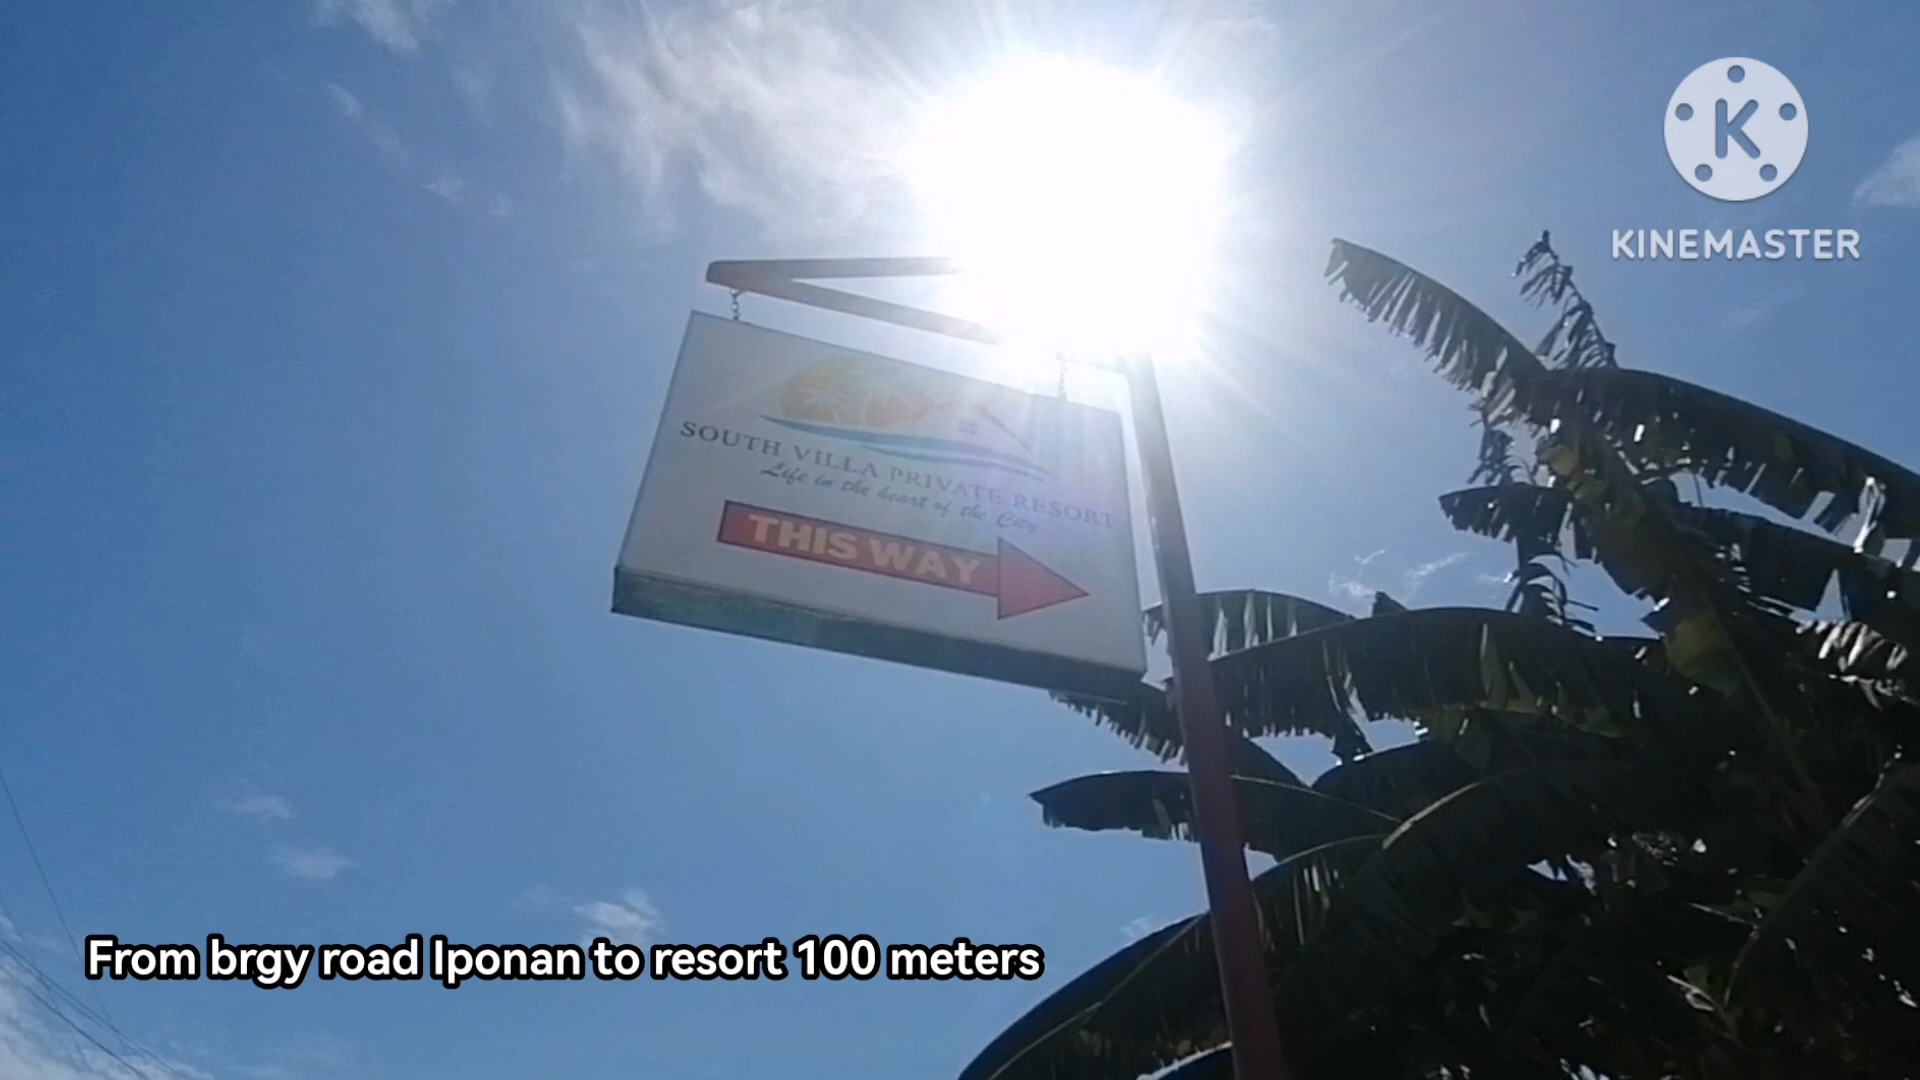 K
KINEMASTER
SOUTH VILLA PRIVATE RESORT
Life in the heart of the City
THIS WAY
From brgy road Iponan to resort 100 meters